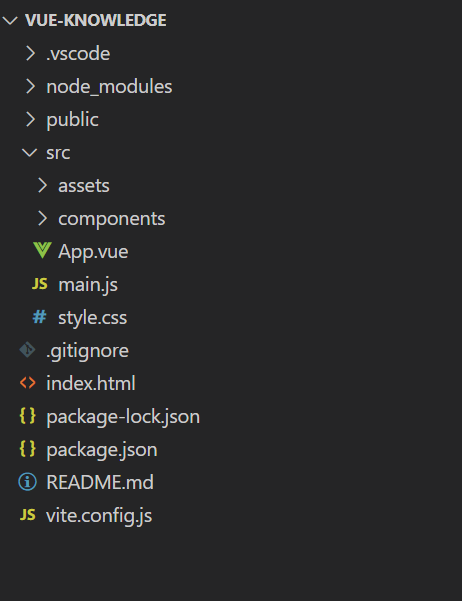 VUE-KNOWLEDGE
.vscode
node_modules
public
src
assets
components
App.vue
JS main.js
# style.css
.gitignore
<> index.html
{} package-lock.json
{} package.json
README.md
JS vite.config.js